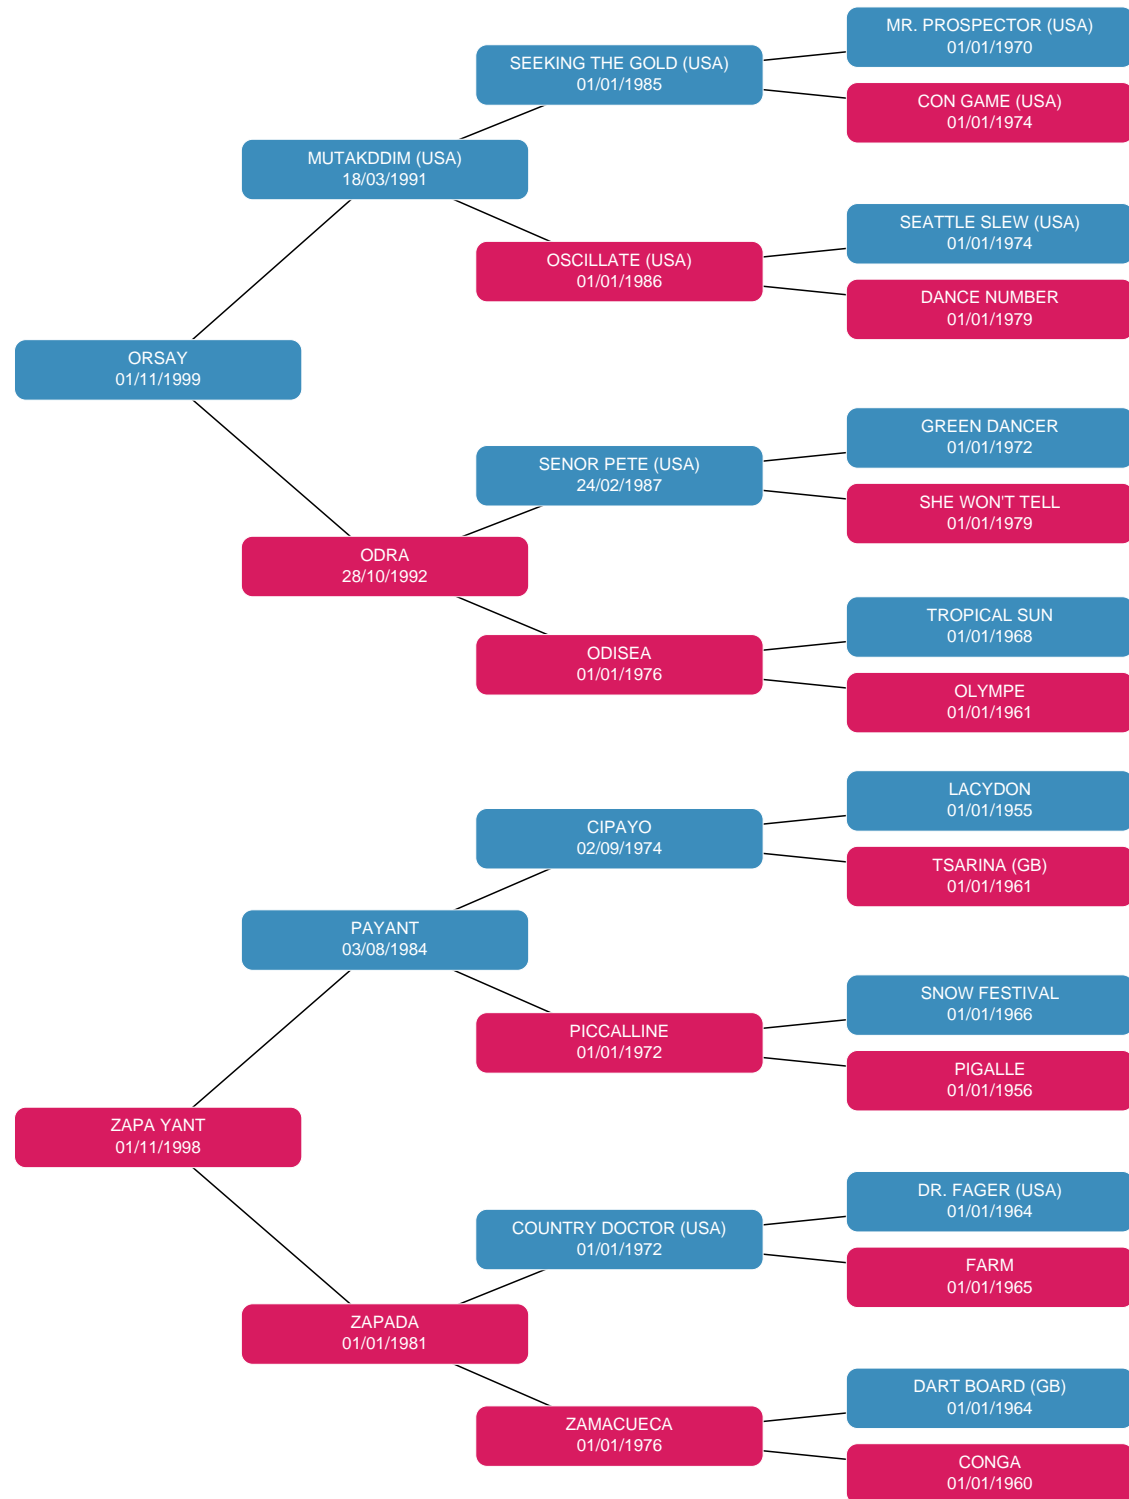 MR. PROSPECTOR (USA)
01/01/1970
SEEKING THE GOLD (USA)
01/01/1985
CON GAME (USA)
01/01/1974
MUTAKDDIM (USA)
18/03/1991
SEATTLE SLEW (USA)
01/01/1974
OSCILLATE (USA)
01/01/1986
DANCE NUMBER
01/01/1979
ORSAY
01/11/1999
GREEN DANCER
01/01/1972
SENOR PETE (USA)
24/02/1987
SHE WON'T TELL
01/01/1979
ODRA
28/10/1992
TROPICAL SUN
01/01/1968
ODISEA
01/01/1976
OLYMPE
01/01/1961
LACYDON
01/01/1955
CIPAYO
02/09/1974
TSARINA (GB)
01/01/1961
PAYANT
03/08/1984
SNOW FESTIVAL
01/01/1966
PICCALLINE
01/01/1972
PIGALLE
01/01/1956
ZAPA YANT
01/11/1998
DR. FAGER (USA)
01/01/1964
COUNTRY DOCTOR (USA)
01/01/1972
FARM
01/01/1965
ZAPADA
01/01/1981
DART BOARD (GB)
01/01/1964
ZAMACUECA
01/01/1976
CONGA
01/01/1960